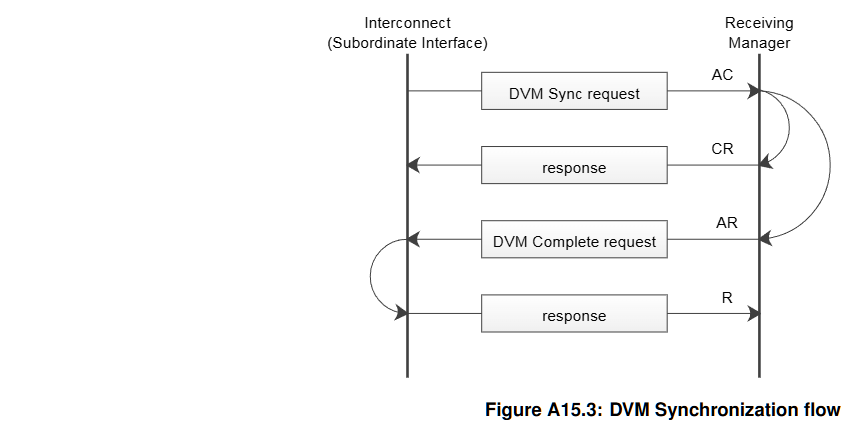 Interconnect
(Subordinate Interface)
Receiving
Manager
DVM Sync request
AC
response
CR
DVM Complete request
AR
response
R
Figure A15.3: DVM Synchronization flow